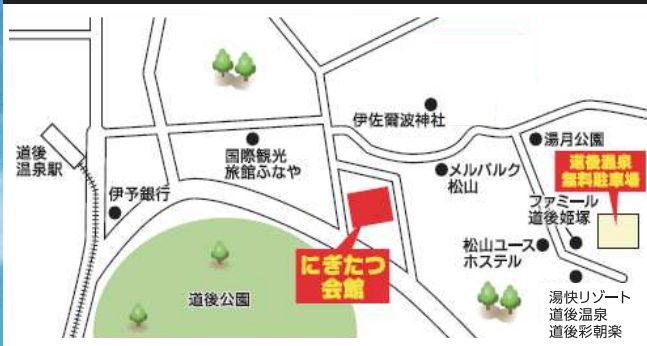 道後
温泉駅
伊予銀行
国際観光
旅館ふなや
伊佐爾波神社
メルパルク
松山
湯月公園
道後温泉
無料駐車場
ファミール
道後姫塚
松山ユース
ホステル
にぎたつ
会館
道後公園
湯快リゾート
道後温泉
道後彩朝楽